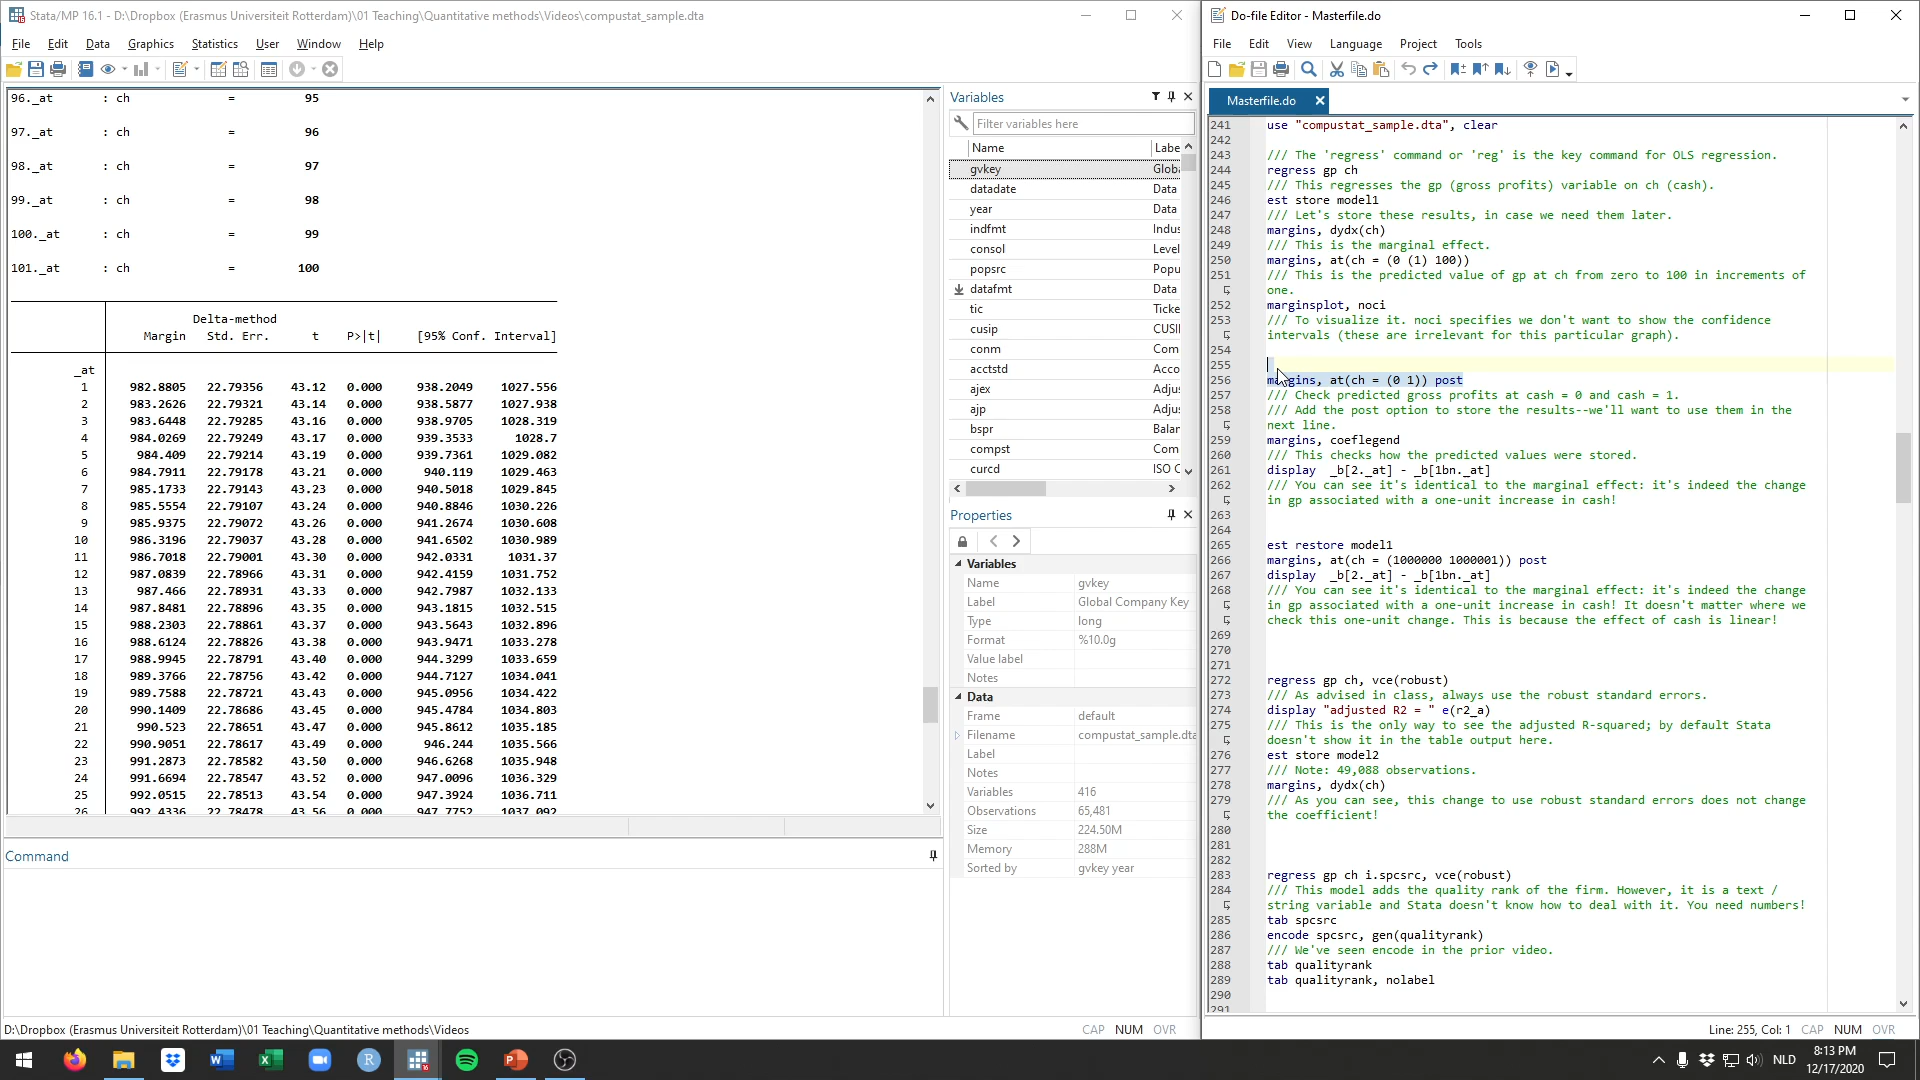 Stata/MP 16.1 - D:\Dropbox (Erasmus Universiteit Rotterdam)\01 Teaching\Quantitative methods\Videos\compustat_sample.dta
File Edit Data Graphics Statistics User Window Help
96._at : ch = 95
97._at : ch = 96
98._at : ch = 97
99._at : ch = 98
100._at : ch = 99
101._at : ch = 100
Delta-method
Margin Std. Err. t P>|t| [95% Conf. Interval]
_at
1 982.8805 22.79356 43.12 0.000 938.2049 1027.556
2 983.2626 22.79321 43.14 0.000 938.5877 1027.938
3 983.6448 22.79285 43.16 0.000 938.9705 1028.319
4 984.0269 22.79249 43.17 0.000 939.3533 1028.7
5 984.409 22.79214 43.19 0.000 939.7361 1029.082
6 984.7911 22.79178 43.21 0.000 940.119 1029.463
7 985.1733 22.79143 43.23 0.000 940.5018 1029.845
8 985.5554 22.79107 43.24 0.000 940.8846 1030.226
9 985.9375 22.79072 43.26 0.000 941.2674 1030.608
10 986.3196 22.79037 43.28 0.000 941.6502 1030.989
11 986.7018 22.79001 43.30 0.000 942.0331 1031.37
12 987.0839 22.78966 43.31 0.000 942.4159 1031.752
13 987.466 22.78931 43.33 0.000 942.7987 1032.133
14 987.8481 22.78896 43.35 0.000 943.1815 1032.515
15 988.2303 22.78861 43.37 0.000 943.5643 1032.896
16 988.6124 22.78826 43.38 0.000 943.9471 1033.278
17 988.9945 22.78791 43.40 0.000 944.3299 1033.659
18 989.3766 22.78756 43.42 0.000 944.7127 1034.041
19 989.7588 22.78721 43.43 0.000 945.0956 1034.422
20 990.1409 22.78686 43.45 0.000 945.4784 1034.803
21 990.523 22.78651 43.47 0.000 945.8612 1035.185
22 990.9051 22.78617 43.49 0.000 946.244 1035.566
23 991.2873 22.78582 43.50 0.000 946.6268 1035.948
24 991.6694 22.78547 43.52 0.000 947.0096 1036.329
25 992.0515 22.78513 43.54 0.000 947.3924 1036.711
26 992.4336 22.78478 43.56 0.000 947.7752 1037.092
Command
D:\Dropbox (Erasmus Universiteit Rotterdam)\01 Teaching\Quantitative methods\Videos
CAP NUM OVR
Variables
Filter variables here
Name Labe
gvkey Globa
datadate Data
year Data
indfmt Indus
consol Level
popsrc Popu
datafmt Data
tic Ticke
cusip CUSI
conm Com
acctstd Acco
ajex Adjus
ajp Adjus
bspr Balar
compst Com
curcd ISO C
Properties
Variables
Name gvkey
Label Global Company Key
Type long
Format %10.0g
Value label
Notes
Data
Frame default
Filename compustat_sample.dta
Label
Notes
Variables 416
Observations 65,481
Size 224.50M
Memory 288M
Sorted by gvkey year
Do-file Editor - Masterfile.do
File Edit View Language Project Tools
Masterfile.do
241 use "compustat_sample.dta", clear
242
243 /// The 'regress' command or 'reg' is the key command for OLS regression.
244 regress gp ch
245 /// This regresses the gp (gross profits) variable on ch (cash).
246 est store model1
247 /// Let's store these results, in case we need them later.
248 margins, dydx(ch)
249 /// This is the marginal effect.
250 margins, at(ch = (0 (1) 100))
251 /// This is the predicted value of gp at ch from zero to 100 in increments of
one.
252 marginsplot, noci
253 /// To visualize it. noci specifies we don't want to show the confidence
intervals (these are irrelevant for this particular graph).
254
255
256 margins, at(ch = (0 1)) post
257 /// Check predicted gross profits at cash = 0 and cash = 1.
258 /// Add the post option to store the results--we'll want to use them in the
next line.
259 margins, coeflegend
260 /// This checks how the predicted values were stored.
261 display _b[2._at] - _b[1bn._at]
262 /// You can see it's identical to the marginal effect: it's indeed the change
in gp associated with a one-unit increase in cash!
263
264
265 est restore model1
266 margins, at(ch = (1000000 1000001)) post
267 display _b[2._at] - _b[1bn._at]
268 /// You can see it's identical to the marginal effect: it's indeed the change
in gp associated with a one-unit increase in cash! It doesn't matter where we
check this one-unit change. This is because the effect of cash is linear!
269
270
271
272 regress gp ch, vce(robust)
273 /// As advised in class, always use the robust standard errors.
274 display "adjusted R2 = " e(r2_a)
275 /// This is the only way to see the adjusted R-squared; by default Stata
doesn't show it in the table output here.
276 est store model2
277 /// Note: 49,088 observations.
278 margins, dydx(ch)
279 /// As you can see, this change to use robust standard errors does not change
the coefficient!
280
281
282
283 regress gp ch i.spcsrc, vce(robust)
284 /// This model adds the quality rank of the firm. However, it is a text /
string variable and Stata doesn't know how to deal with it. You need numbers!
285 tab spcsrc
286 encode spcsrc, gen(qualityrank)
287 /// We've seen encode in the prior video.
288 tab qualityrank
289 tab qualityrank, nolabel
290
291
Line: 255, Col: 1 CAP NUM OVR
NLD
8:13 PM
12/17/2020